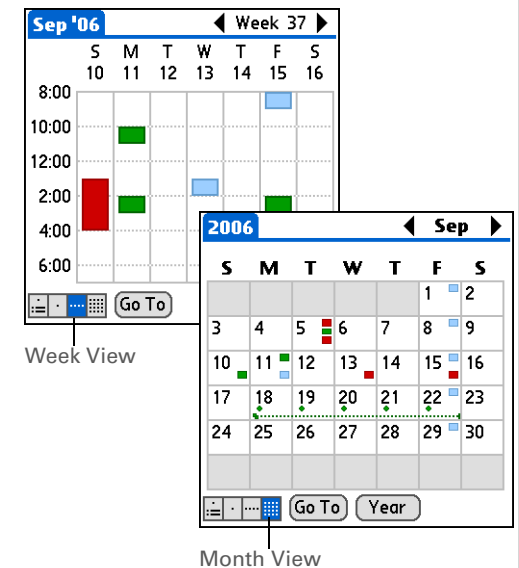 Sep '06 Week 37
S M T W T F S
10 11 12 13 14 15 16
8:00
10:00
12:00
2:00
4:00
6:00
Go To
Week View
2006 Sep
S M T W T F S
1 2
3 4 5 6 7 8 9
10 11 12 13 14 15 16
17 18 19 20 21 22 23
24 25 26 27 28 29 30
Go To Year
Month View